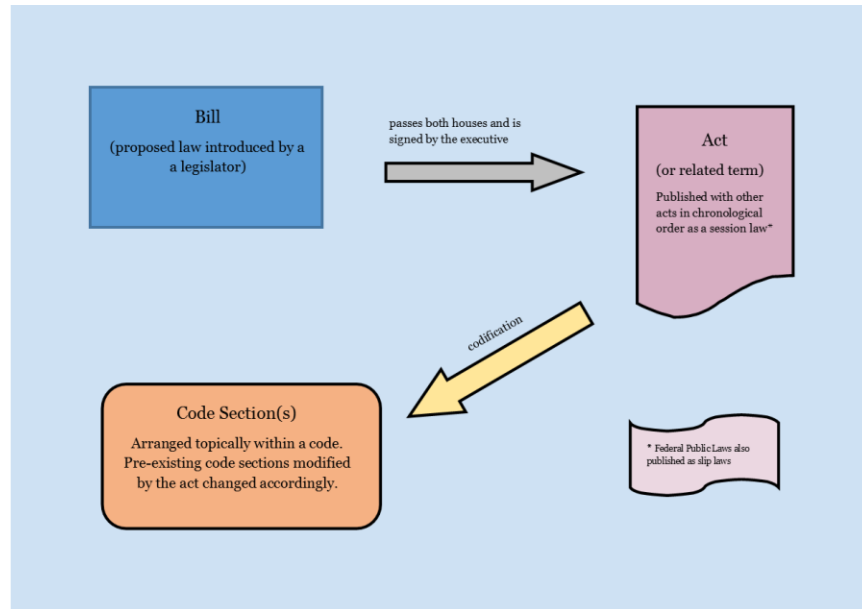 Bill
(proposed law introduced by a
a legislator)
passes both houses and is
signed by the executive
Act
(or related term)
Published with other
acts in chronological
order as a session law*
codification
Code Section(s)
Arranged topically within a code.
Pre-existing code sections modified
by the act changed accordingly.
* Federal Public Laws also
published as slip laws